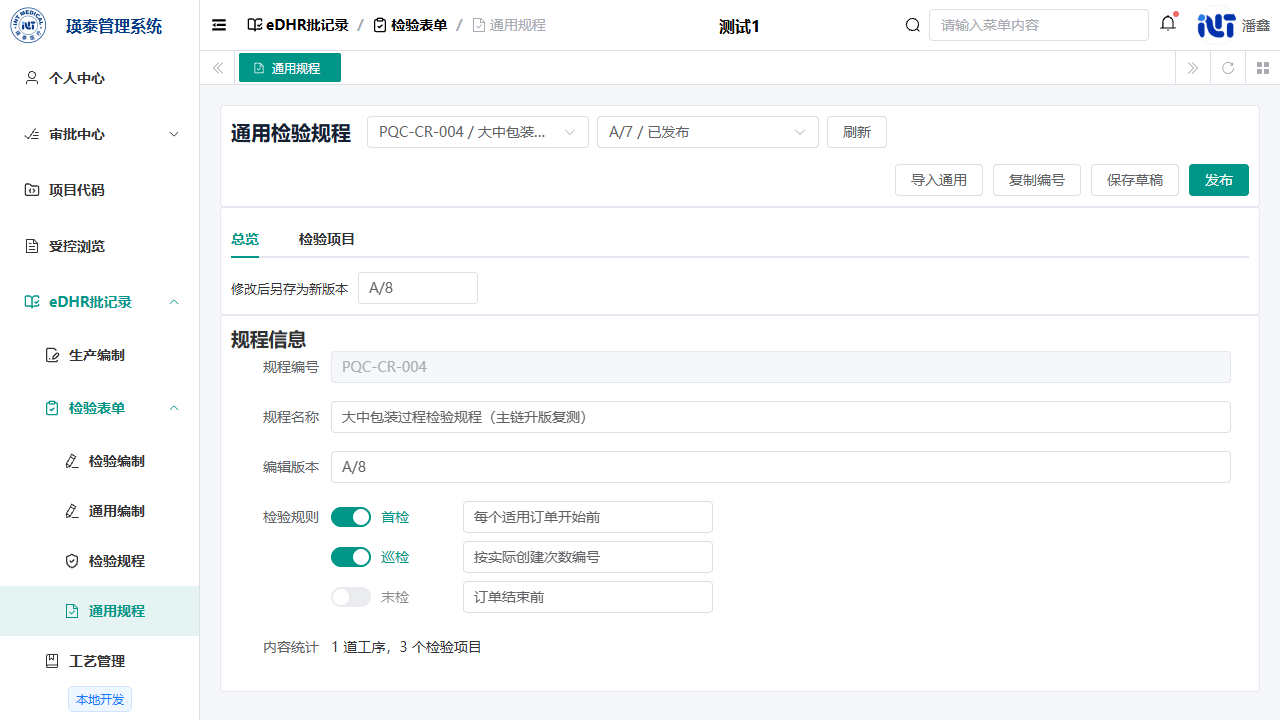 瑛泰管理系统
eDHR批记录 / 检验表单 / 通用规程
测试1
请输入菜单内容
潘鑫
通用规程
个人中心
审批中心
项目代码
受控浏览
eDHR批记录
生产编制
检验表单
检验编制
通用编制
检验规程
通用规程
工艺管理
本地开发
通用检验规程
PQC-CR-004 / 大中包装...
A/7 / 已发布
刷新
导入通用
复制编号
保存草稿
发布
总览
检验项目
修改后另存为新版本
A/8
规程信息
规程编号
PQC-CR-004
规程名称
大中包装过程检验规程（主链升版复测）
编辑版本
A/8
检验规则
首检
每个适用订单开始前
巡检
按实际创建次数编号
末检
订单结束前
内容统计
1 道工序，3 个检验项目